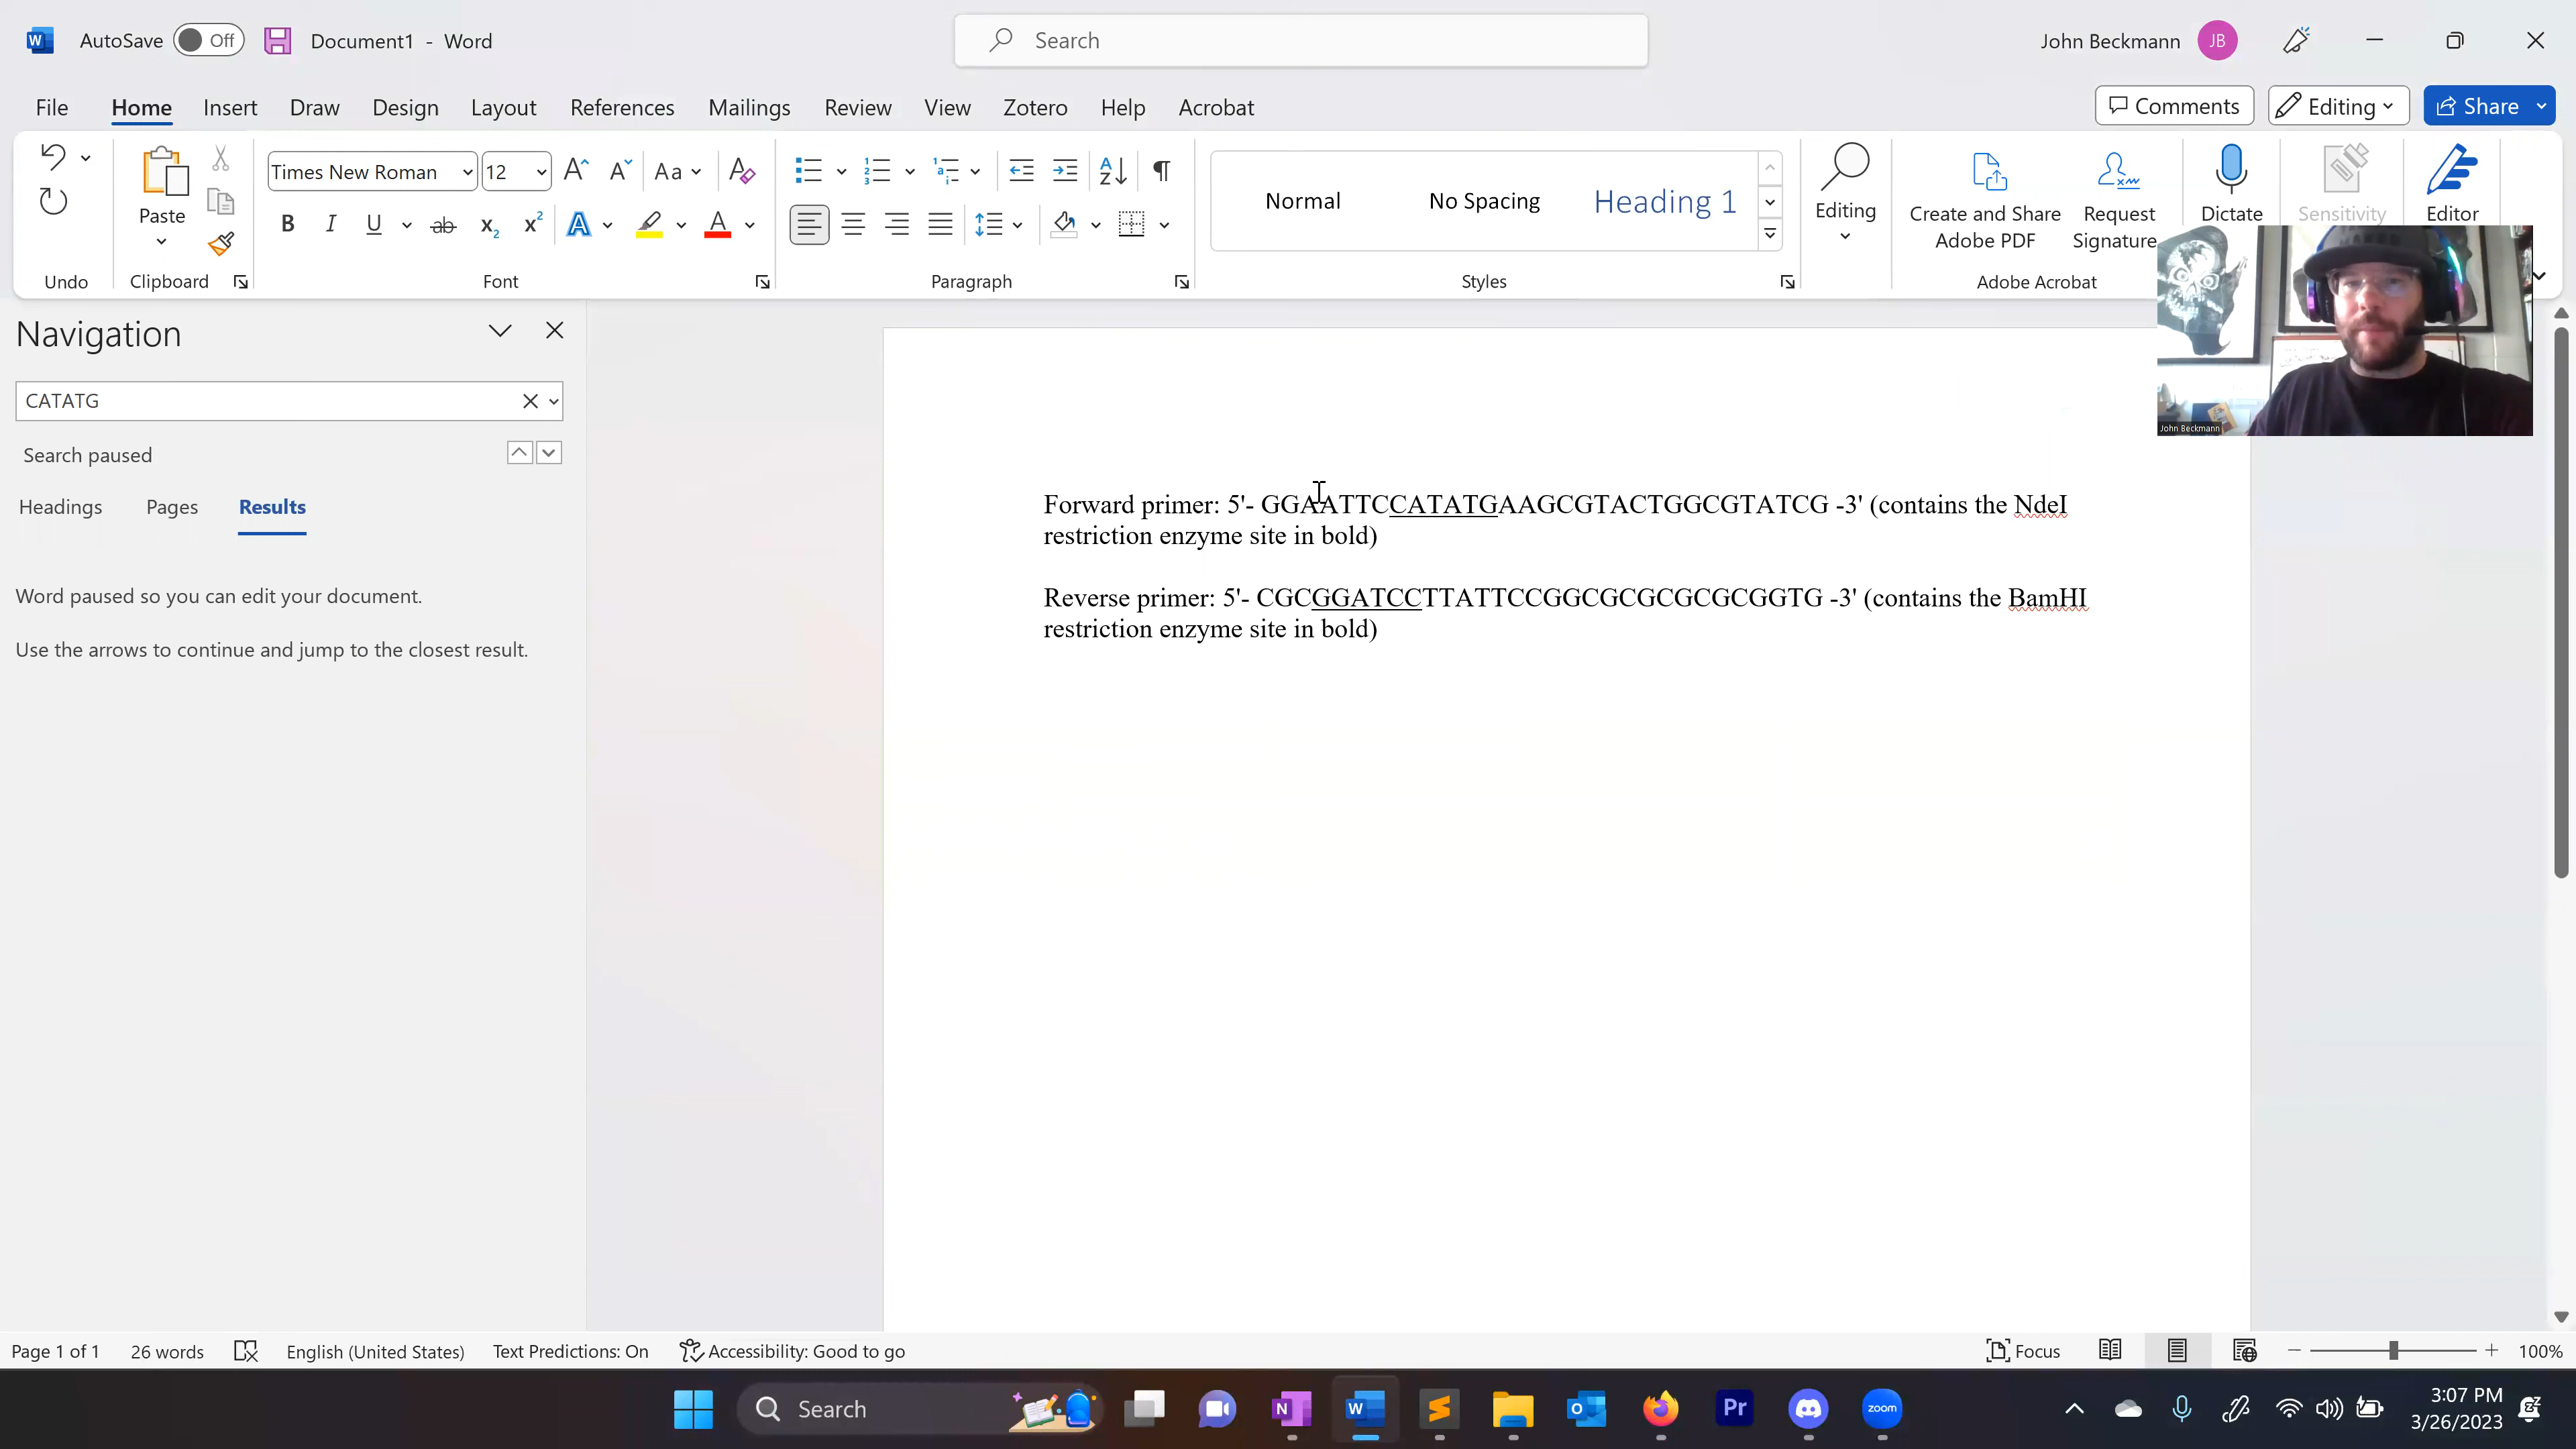 AutoSave Off Document1 - Word
Search
John Beckmann JB
File Home Insert Draw Design Layout References Mailings Review View Zotero Help Acrobat
Comments Editing Share
Times New Roman 12
Paste
Normal
No Spacing
Heading 1
Editing
Create and Share
Adobe PDF
Request
Signature
Dictate
Sensitivity
Editor
Undo Clipboard Font Paragraph Styles Adobe Acrobat
John Beckmann
Navigation
CATATG
Search paused
Headings Pages Results
Word paused so you can edit your document.
Use the arrows to continue and jump to the closest result.
Forward primer: 5'- GGAATTCCATATGAAGCGTACTGGCGTATCG -3' (contains the NdeI
restriction enzyme site in bold)
Reverse primer: 5'- CGCGGATCCTTATTCCGGCGCGCGCGCGGTG -3' (contains the BamHI
restriction enzyme site in bold)
Page 1 of 1 26 words English (United States) Text Predictions: On Accessibility: Good to go
Focus 100%
Search
zoom
3:07 PM
3/26/2023